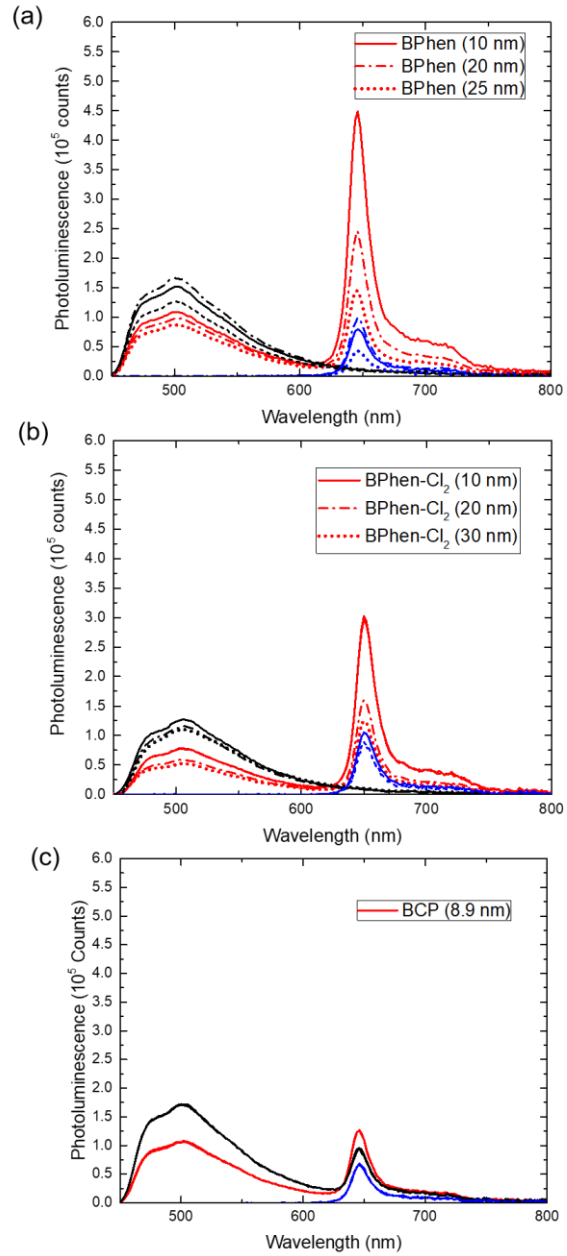 (a)
6.0
5.5
5.0
4.5
4.0
3.5
3.0
2.5
2.0
1.5
1.0
0.5
0.0
Photoluminescence (10⁵ counts)
BPhen (10 nm)
BPhen (20 nm)
BPhen (25 nm)
500 600 700 800
Wavelength (nm)
(b)
6.0
5.5
5.0
4.5
4.0
3.5
3.0
2.5
2.0
1.5
1.0
0.5
0.0
Photoluminescence (10⁵ counts)
BPhen-Cl₂ (10 nm)
BPhen-Cl₂ (20 nm)
BPhen-Cl₂ (30 nm)
500 600 700 800
Wavelength (nm)
(c)
6.0
5.5
5.0
4.5
4.0
3.5
3.0
2.5
2.0
1.5
1.0
0.5
0.0
Photoluminescence (10⁵ Counts)
BCP (8.9 nm)
500 600 700 800
Wavelength (nm)